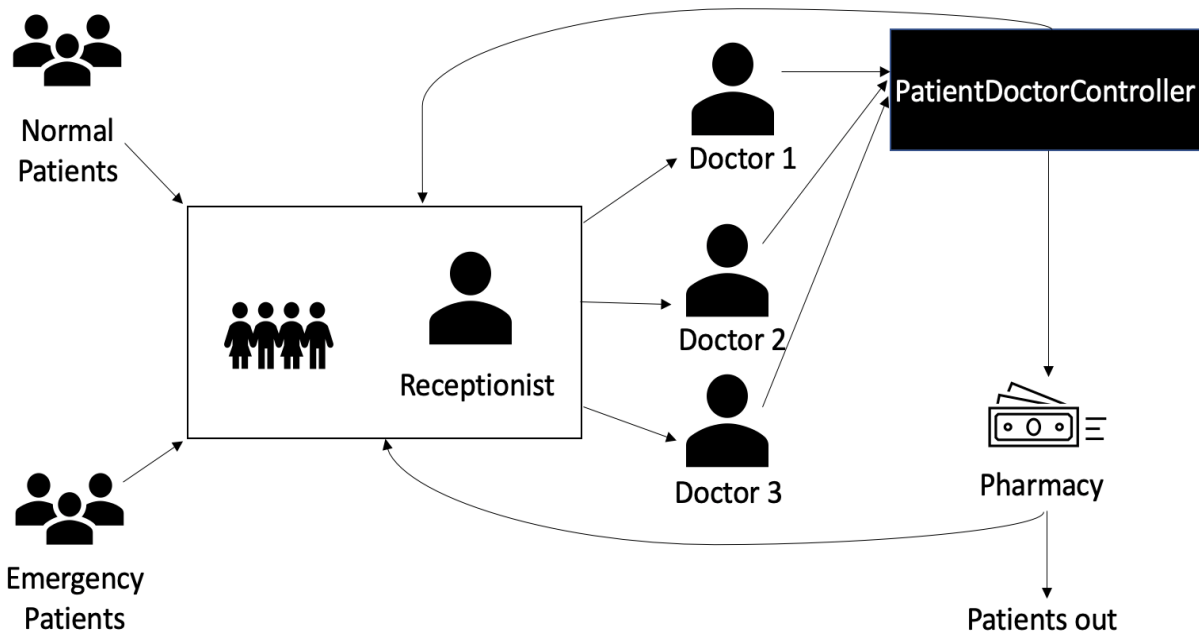 Normal
Patients
Doctor 1
PatientDoctorController
Receptionist
Doctor 2
Doctor 3
Pharmacy
Emergency
Patients
Patients out